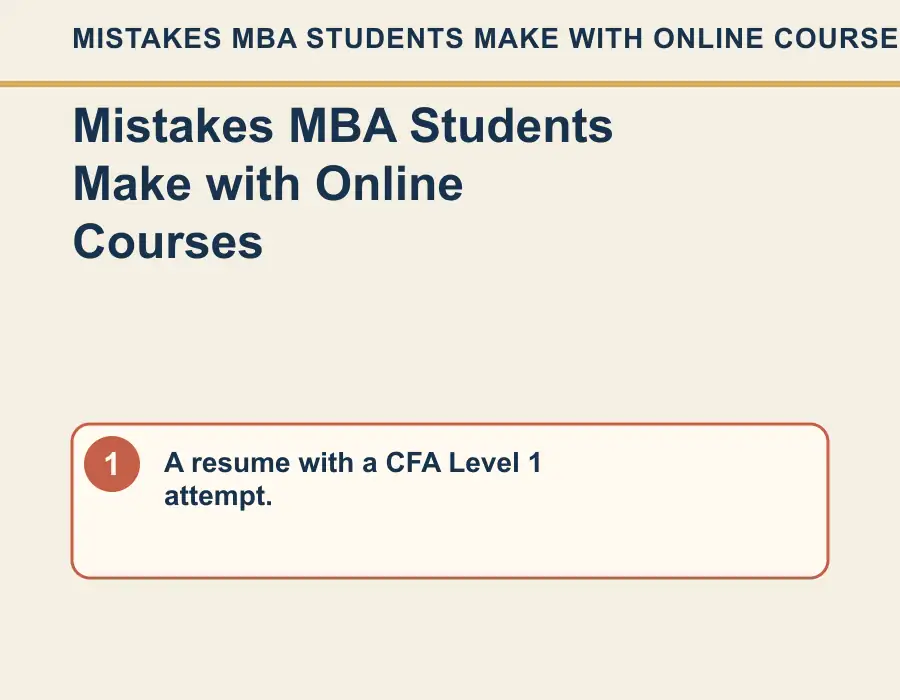 MISTAKES MBA STUDENTS MAKE WITH ONLINE COURSE
Mistakes MBA Students
Make with Online
Courses
1
A resume with a CFA Level 1
attempt.